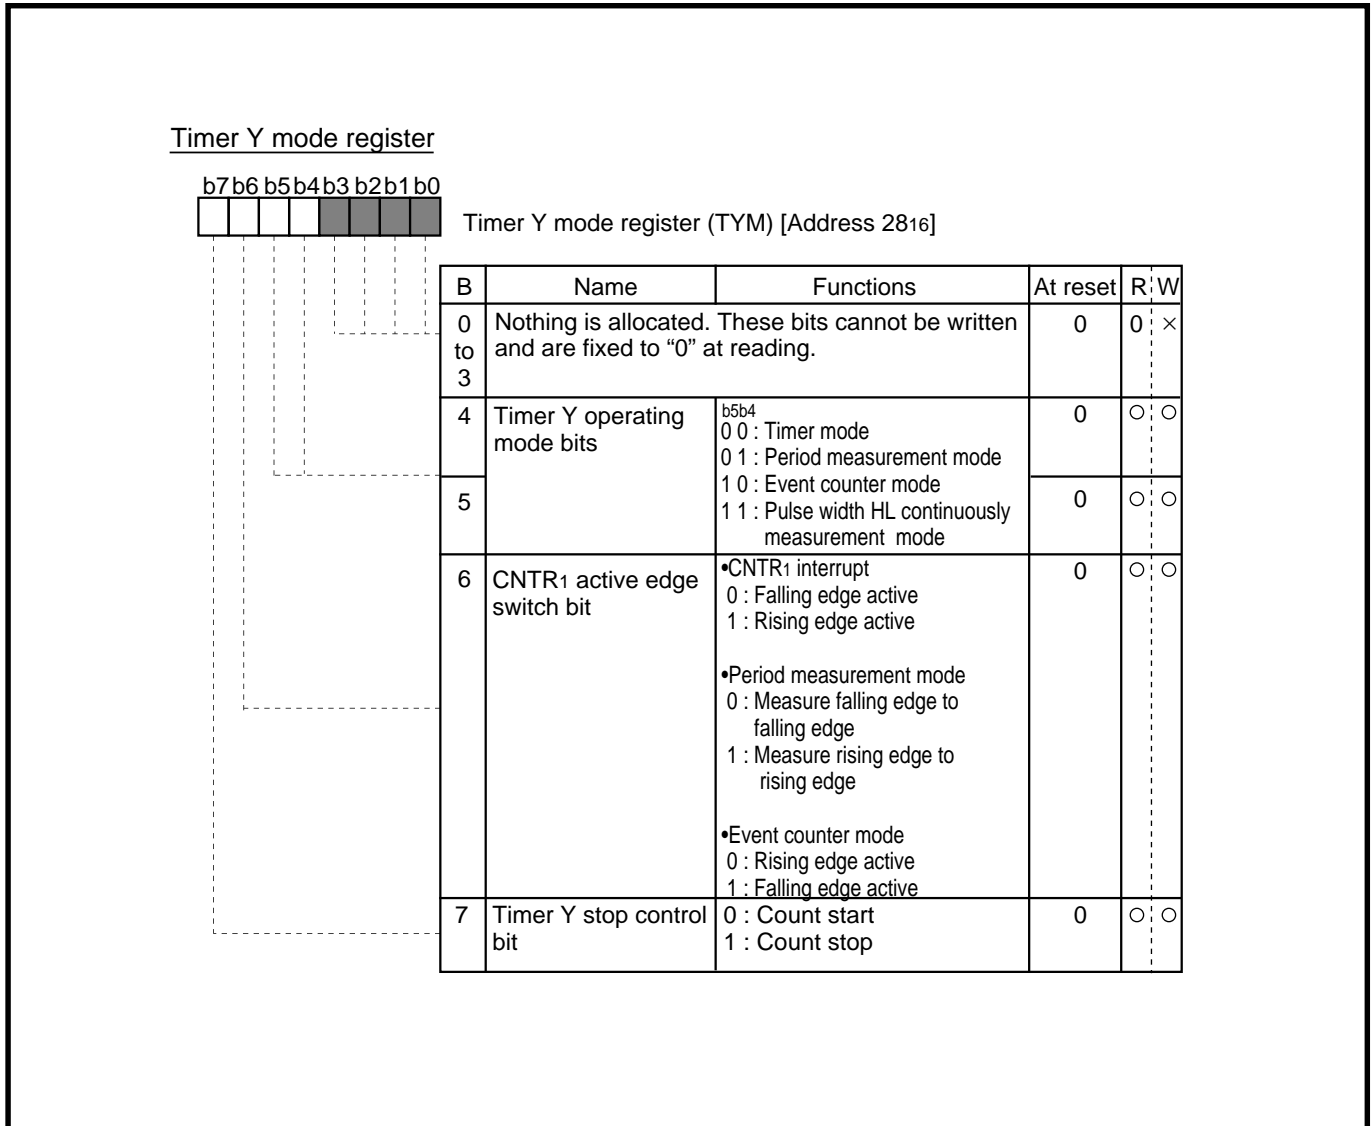 Timer Y mode register
b7 b6 b5 b4 b3 b2 b1 b0
Timer Y mode register (TYM) [Address 2816]
B Name Functions At reset R W
0 Nothing is allocated. These bits cannot be written 0 0 ×
to and are fixed to “0” at reading.
3
4 Timer Y operating b5b4 0 ○ ○
mode bits 0 0 : Timer mode
0 1 : Period measurement mode
1 0 : Event counter mode
5 1 1 : Pulse width HL continuously 0 ○ ○
measurement mode
6 CNTR1 active edge •CNTR1 interrupt 0 ○ ○
switch bit 0 : Falling edge active
1 : Rising edge active
•Period measurement mode
0 : Measure falling edge to
falling edge
1 : Measure rising edge to
rising edge
•Event counter mode
0 : Rising edge active
1 : Falling edge active
7 Timer Y stop control 0 : Count start 0 ○ ○
bit 1 : Count stop